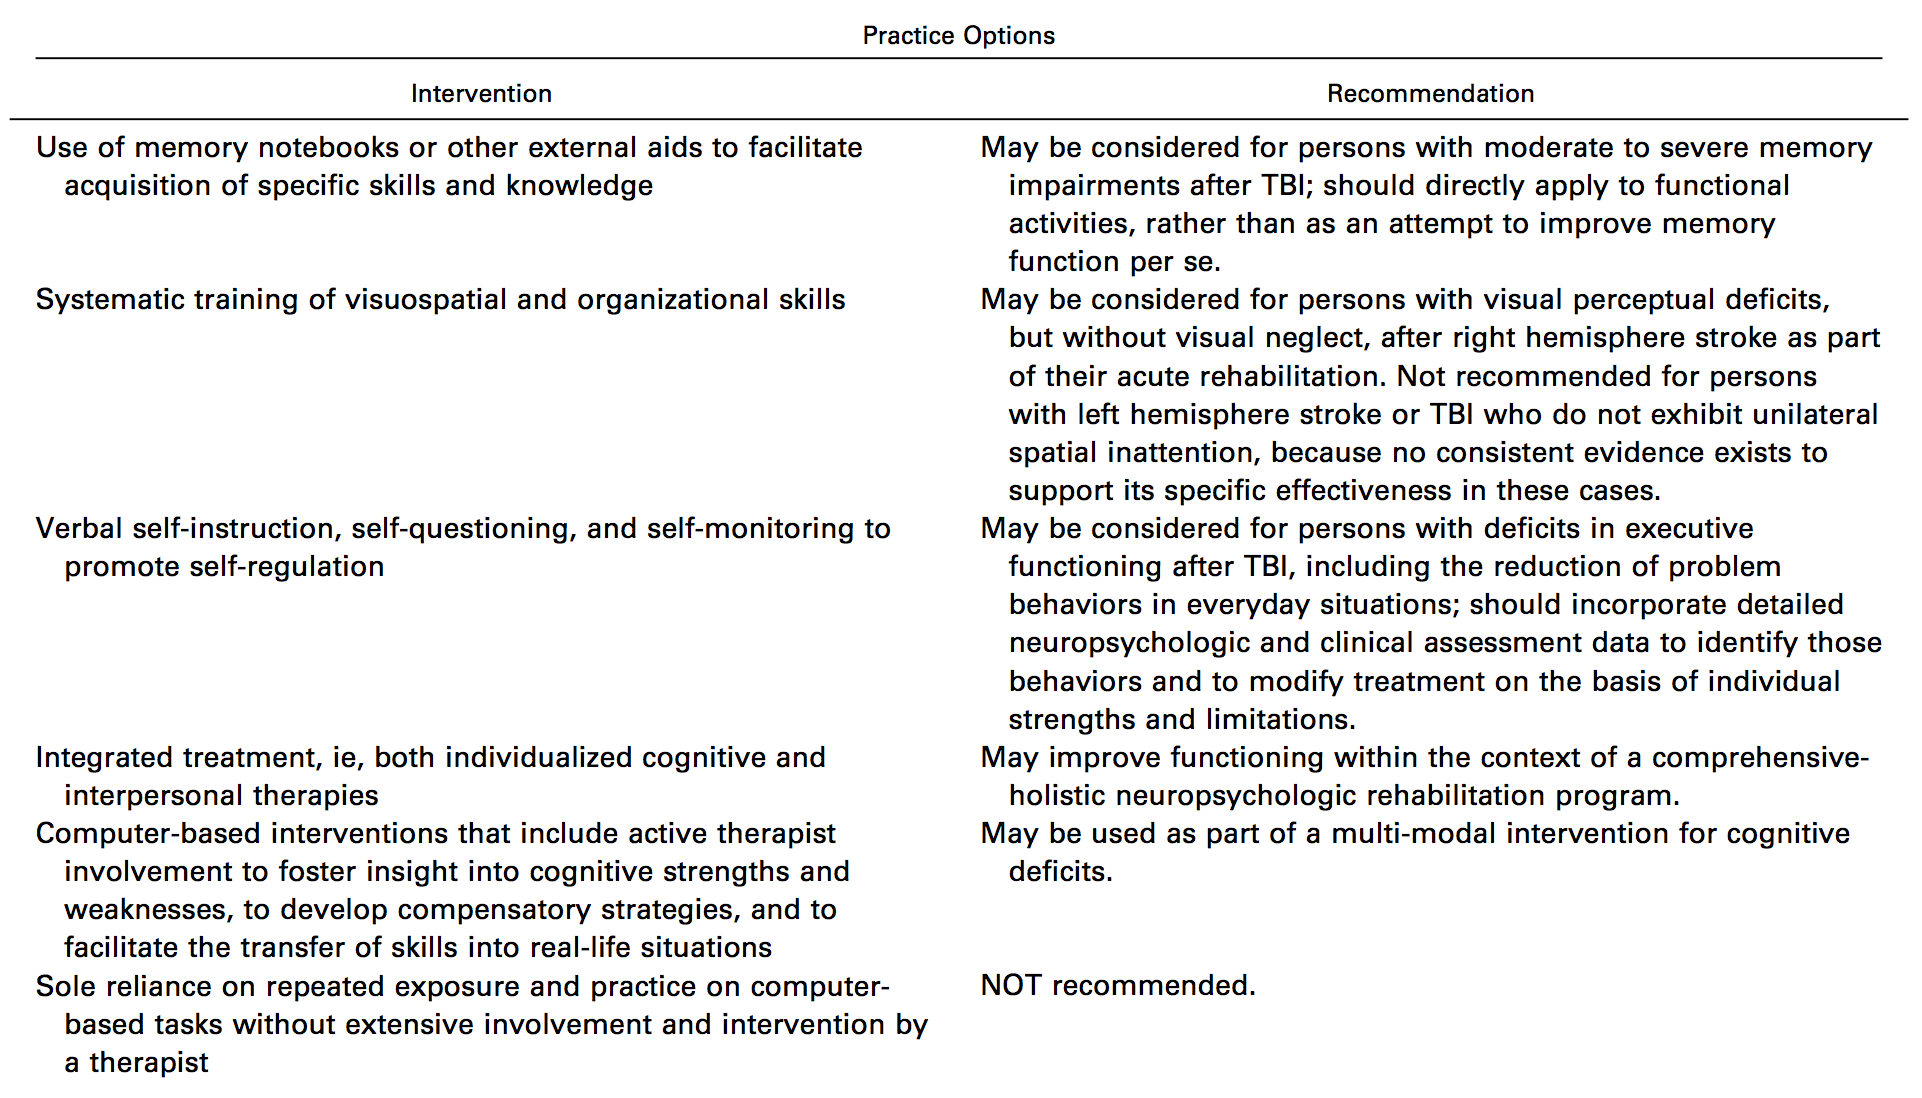 Practice Options
Intervention
Recommendation
Use of memory notebooks or other external aids to facilitate
acquisition of specific skills and knowledge
May be considered for persons with moderate to severe memory
impairments after TBI; should directly apply to functional
activities, rather than as an attempt to improve memory
function per se.
Systematic training of visuospatial and organizational skills
May be considered for persons with visual perceptual deficits,
but without visual neglect, after right hemisphere stroke as part
of their acute rehabilitation. Not recommended for persons
with left hemisphere stroke or TBI who do not exhibit unilateral
spatial inattention, because no consistent evidence exists to
support its specific effectiveness in these cases.
Verbal self-instruction, self-questioning, and self-monitoring to
promote self-regulation
May be considered for persons with deficits in executive
functioning after TBI, including the reduction of problem
behaviors in everyday situations; should incorporate detailed
neuropsychologic and clinical assessment data to identify those
behaviors and to modify treatment on the basis of individual
strengths and limitations.
Integrated treatment, ie, both individualized cognitive and
interpersonal therapies
May improve functioning within the context of a comprehensive-
holistic neuropsychologic rehabilitation program.
Computer-based interventions that include active therapist
involvement to foster insight into cognitive strengths and
weaknesses, to develop compensatory strategies, and to
facilitate the transfer of skills into real-life situations
May be used as part of a multi-modal intervention for cognitive
deficits.
Sole reliance on repeated exposure and practice on computer-
based tasks without extensive involvement and intervention by
a therapist
NOT recommended.